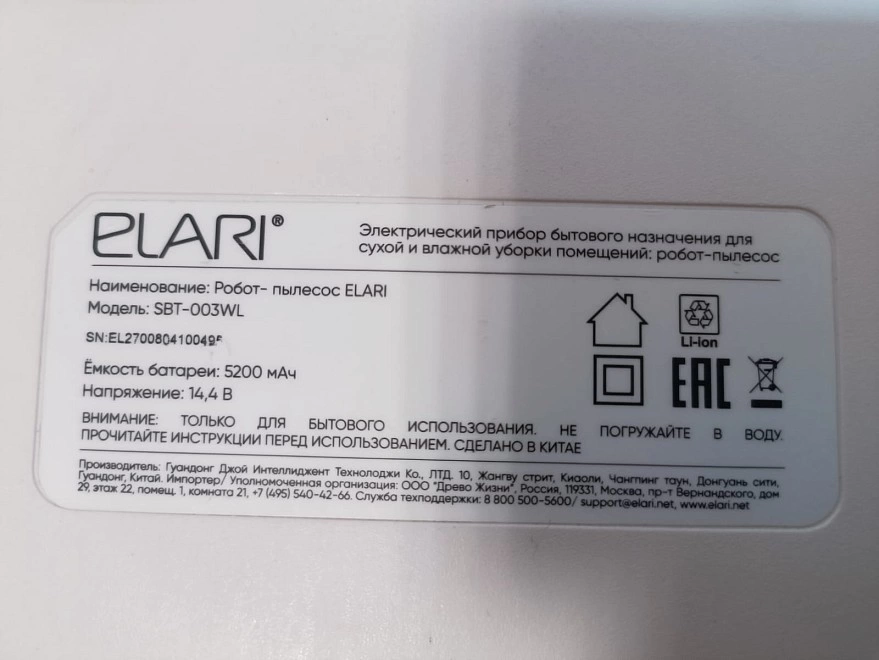 ELARI®
Электрический прибор бытового назначения для
сухой и влажной уборки помещений: робот-пылесос
Наименование: Робот- пылесос ELARI
Модель: SBT-003WL
SN:EL270080410049
Ёмкость батареи: 5200 мАч
Напряжение: 14,4 В
Li-ion
EAC
ВНИМАНИЕ: ТОЛЬКО ДЛЯ БЫТОВОГО ИСПОЛЬЗОВАНИЯ. НЕ ПОГРУЖАЙТЕ В ВОДУ.
ПРОЧИТАЙТЕ ИНСТРУКЦИИ ПЕРЕД ИСПОЛЬЗОВАНИЕМ. СДЕЛАНО В КИТАЕ
Производитель: Гуандонг Джой Интеллиджент Технолоджи Ко., ЛТД. 10, Жангву стрит, Киаоли, Чангпинг таун, Донгуань сити,
Гуандонг, Китай. Импортер/ Уполномоченная организация: ООО "Древо Жизни", Россия, 119331, Москва, пр-т Вернандского, дом
29, этаж 22, помещ. 1, комната 21, +7 (495) 540-42-66. Служба техподдержки: 8 800 500-5600/ support@elari.net, www.elari.net